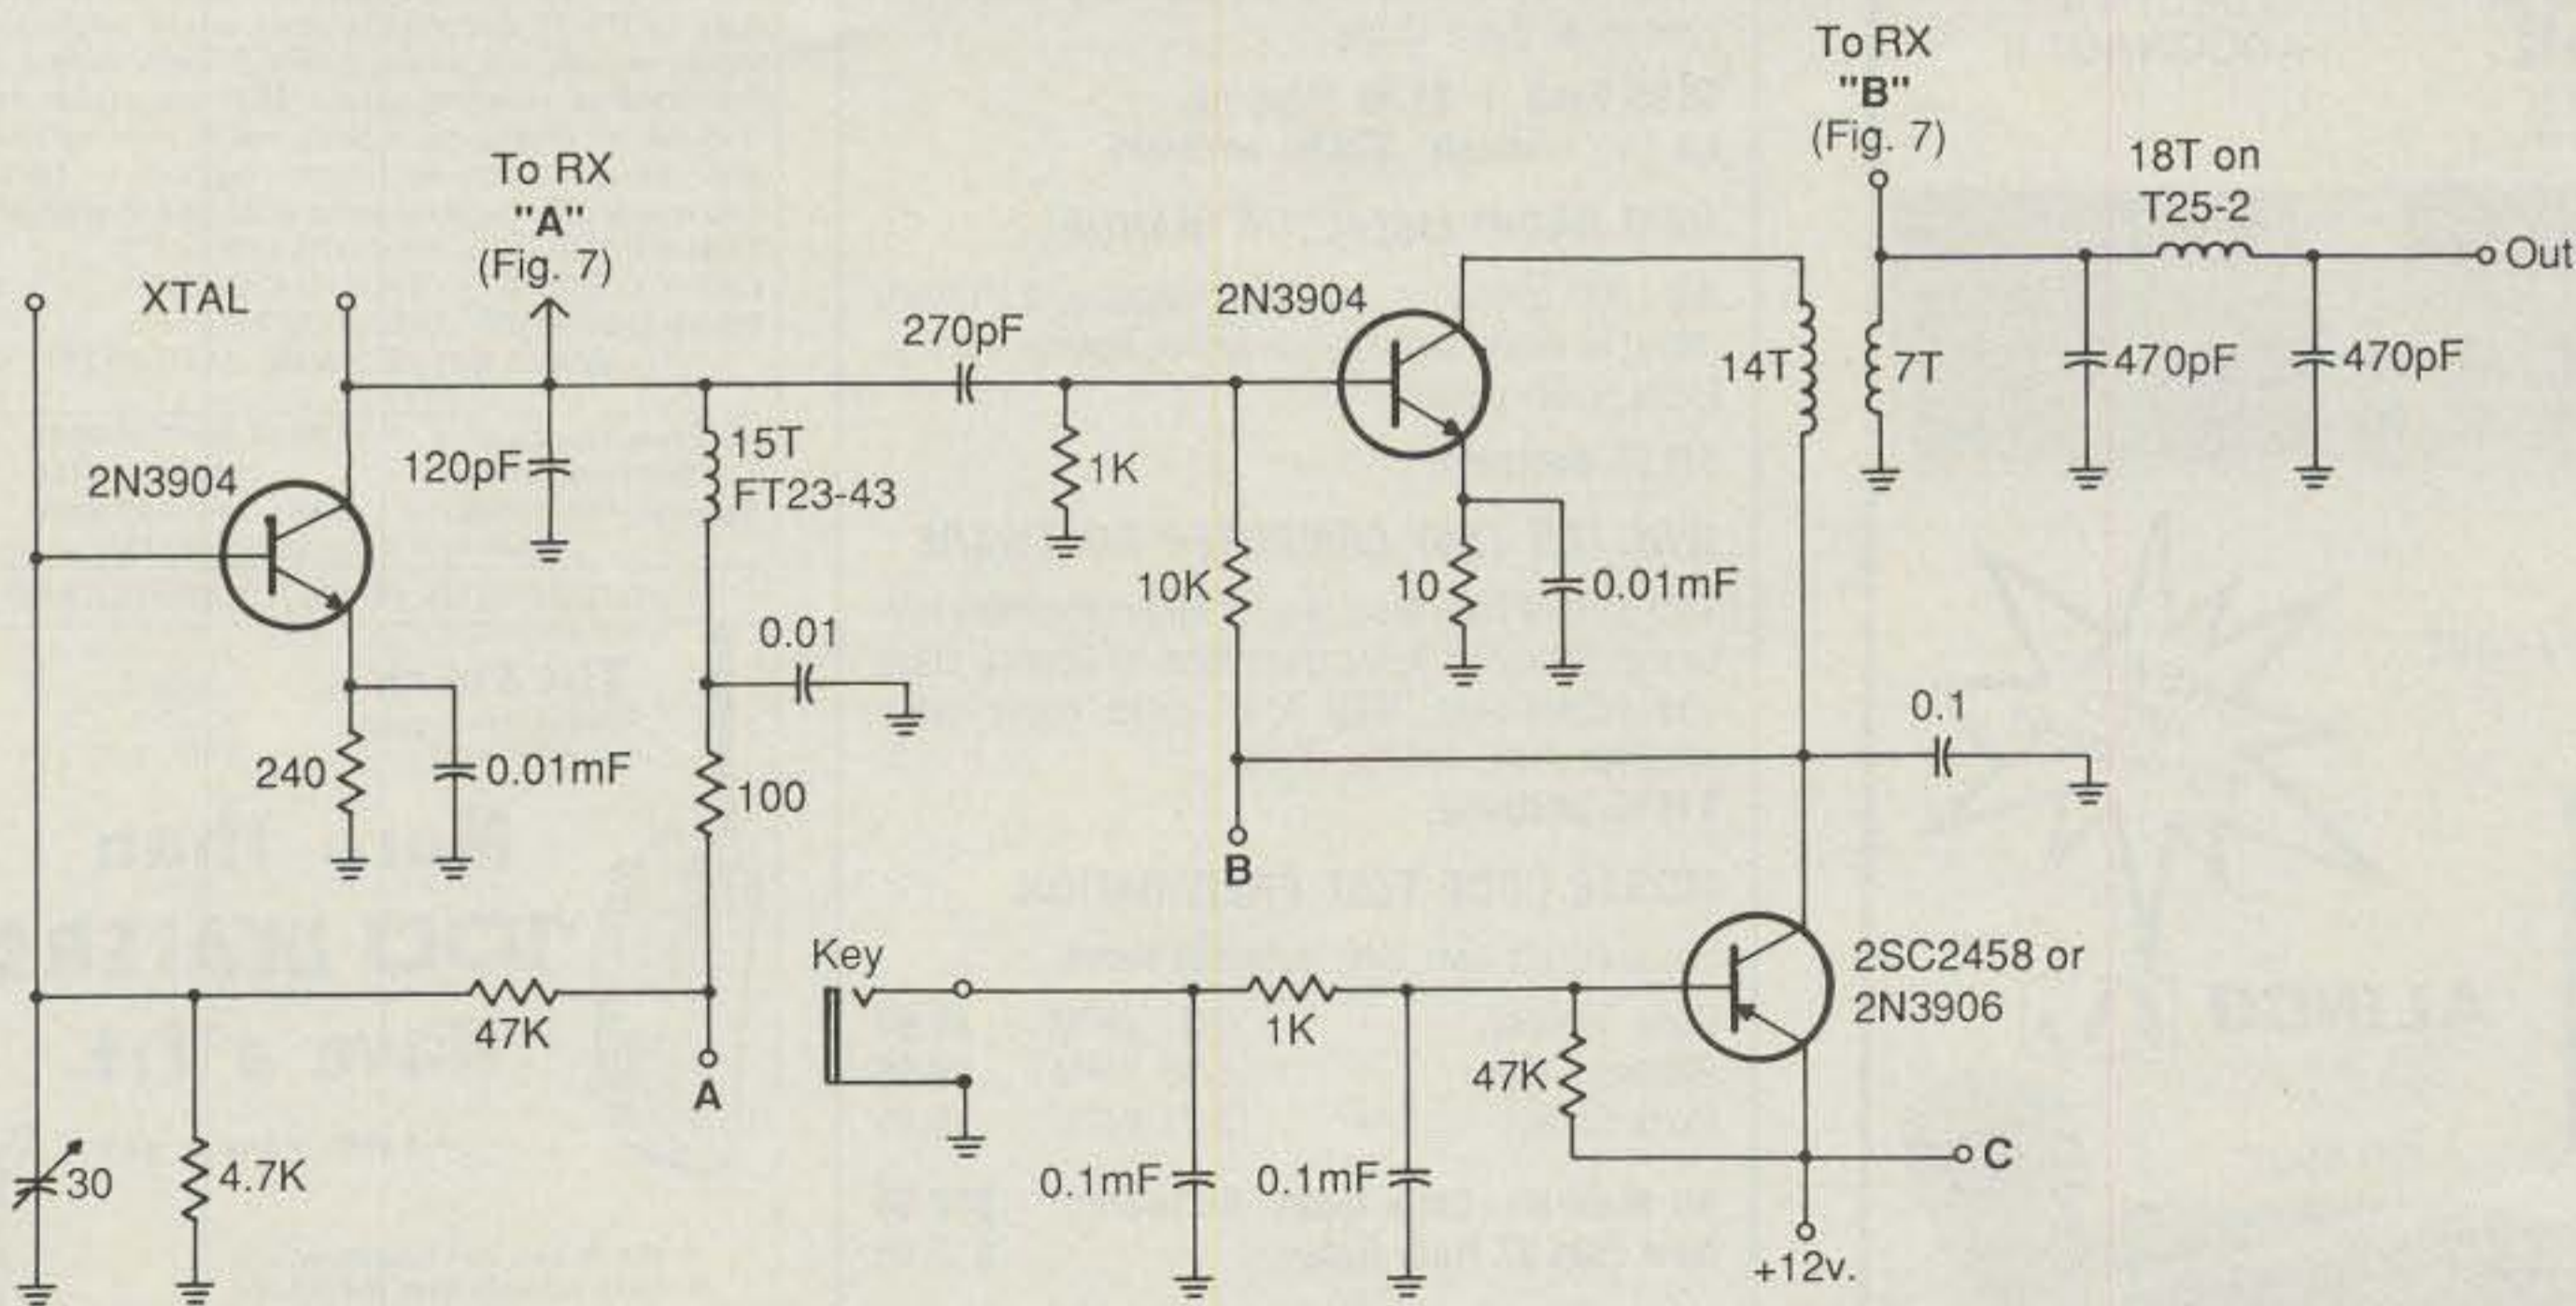 To RX
"B"
(Fig. 7)
18T on
T25-2
Out
To RX
"A"
(Fig. 7)
XTAL
2N3904
270pF
14T
7T
470pF
470pF
2N3904
120pF
15T
FT23-43
1K
10K
10
0.01mF
0.01
240
0.01mF
100
0.1
B
Key
2SC2458 or
2N3906
47K
1K
A
47K
30
4.7K
0.1mF
0.1mF
C
+12v.